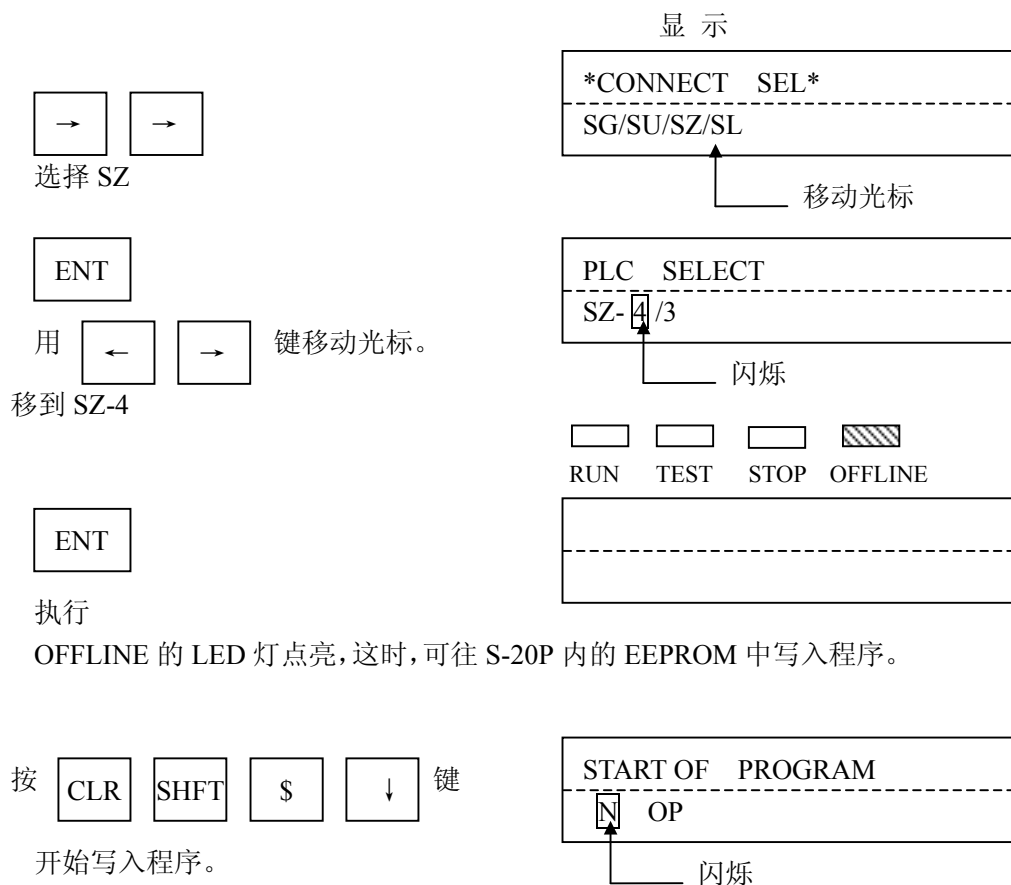 显 示
*CONNECT SEL*
→ →
SG/SU/SZ/SL
选择 SZ
移动光标
ENT
PLC SELECT
SZ-4/3
用 ← → 键移动光标。
闪烁
移到 SZ-4
RUN TEST STOP OFFLINE
ENT
执行
OFFLINE 的 LED 灯点亮，这时，可往 S-20P 内的 EEPROM 中写入程序。
按 CLR SHFT $ ↓ 键
START OF PROGRAM
N OP
开始写入程序。
闪烁